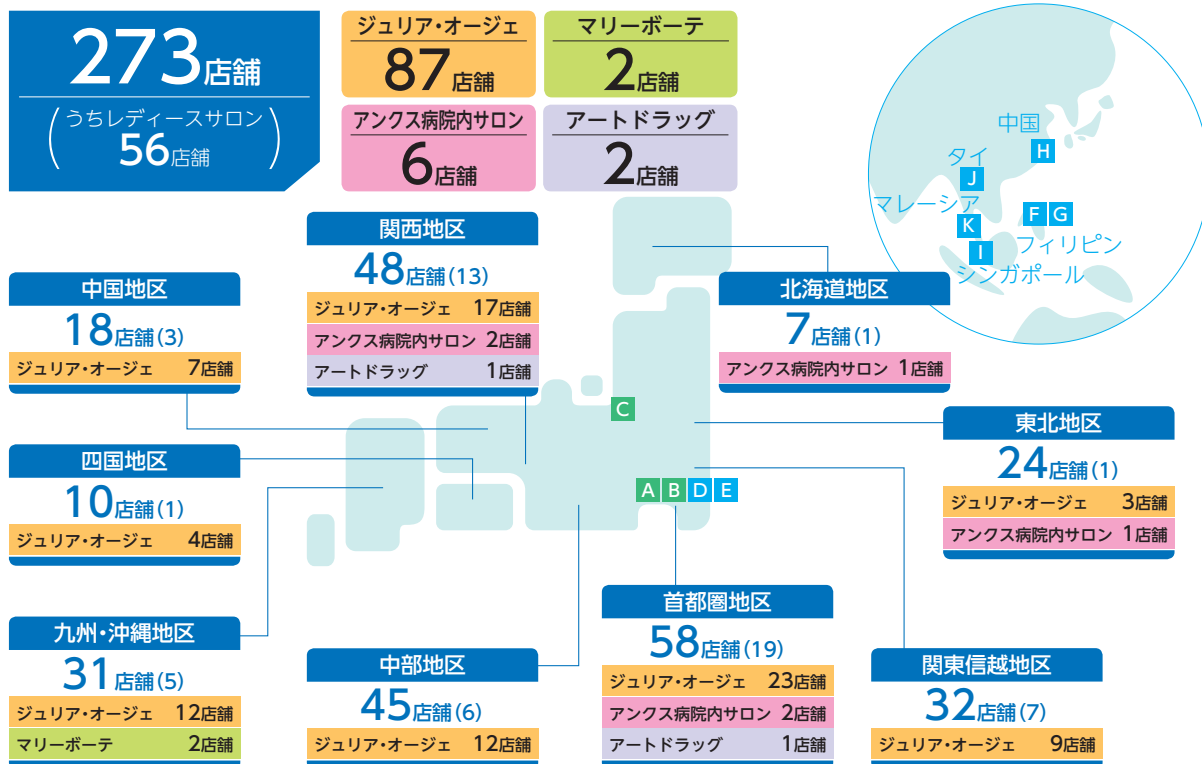 273店舗
(うちレディースサロン
56店舗)
ジュリア・オージェ
87店舗
マリーボーテ
2店舗
アンクス病院内サロン
6店舗
アートドラッグ
2店舗
中国
H
タイ
J
マレーシア
K
F G
フィリピン
I
シンガポール
関西地区
48店舗(13)
ジュリア・オージェ 17店舗
アンクス病院内サロン 2店舗
アートドラッグ 1店舗
中国地区
18店舗(3)
ジュリア・オージェ 7店舗
北海道地区
7店舗(1)
アンクス病院内サロン 1店舗
C
東北地区
24店舗(1)
ジュリア・オージェ 3店舗
アンクス病院内サロン 1店舗
四国地区
10店舗(1)
ジュリア・オージェ 4店舗
A B D E
九州・沖縄地区
31店舗(5)
ジュリア・オージェ 12店舗
マリーボーテ 2店舗
中部地区
45店舗(6)
ジュリア・オージェ 12店舗
首都圏地区
58店舗(19)
ジュリア・オージェ 23店舗
アンクス病院内サロン 2店舗
アートドラッグ 1店舗
関東信越地区
32店舗(7)
ジュリア・オージェ 9店舗